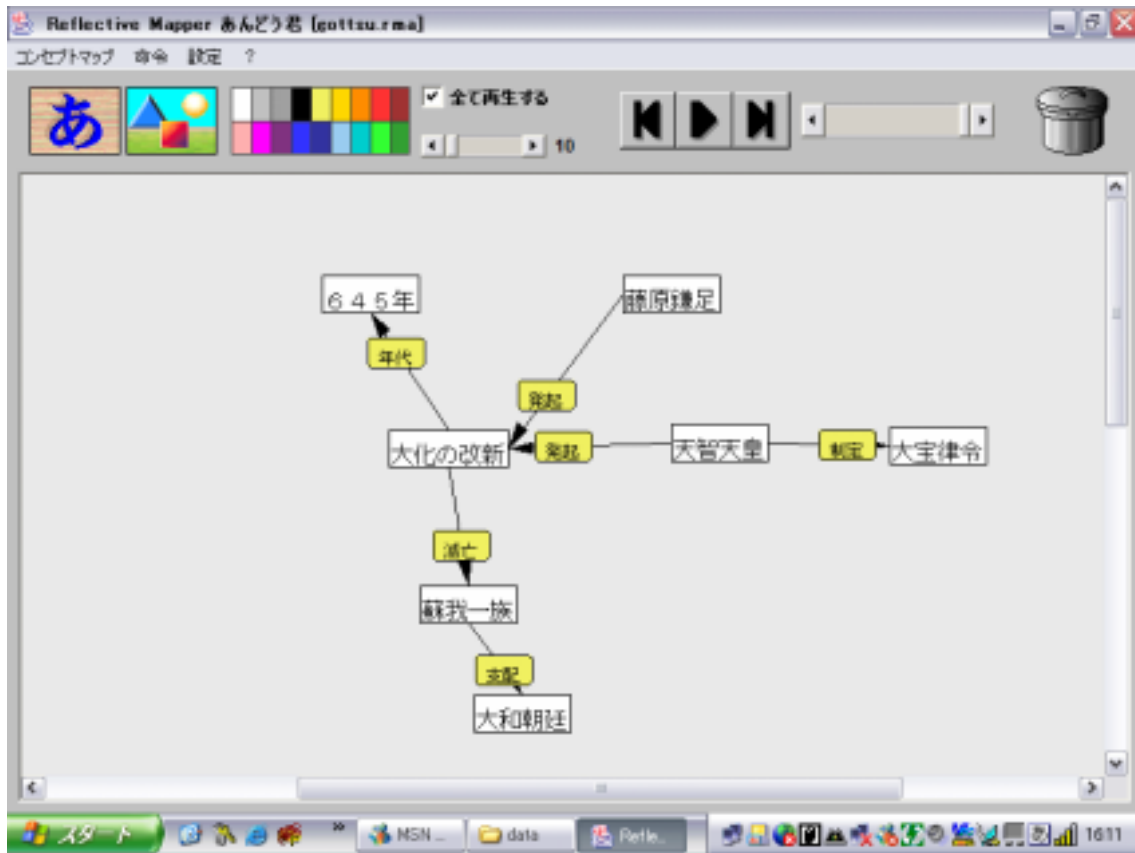 Reflective Mapper あんどう君 [gottsu.rma]
コンセプトマップ 命令 設定 ?
あ
全て再生する
10
645年
藤原鎌足
年代
発起
大化の改新
発起
天智天皇
制定
大宝律令
滅亡
蘇我一族
支配
大和朝廷
スタート
MSN ...
data
Refle...
あ
1611